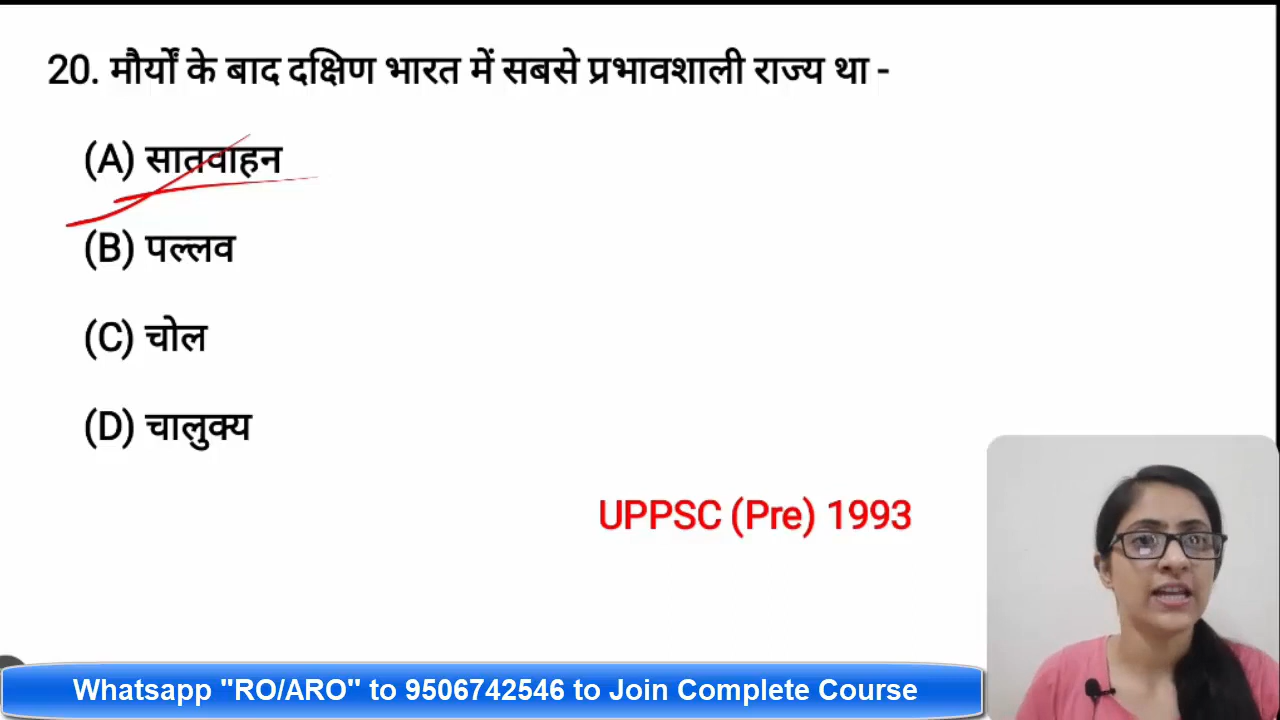 20. मौर्यों के बाद दक्षिण भारत में सबसे प्रभावशाली राज्य था -
(A) सातवाहन
(B) पल्लव
(C) चोल
(D) चालुक्य
UPPSC (Pre) 1993
Whatsapp "RO/ARO" to 9506742546 to Join Complete Course